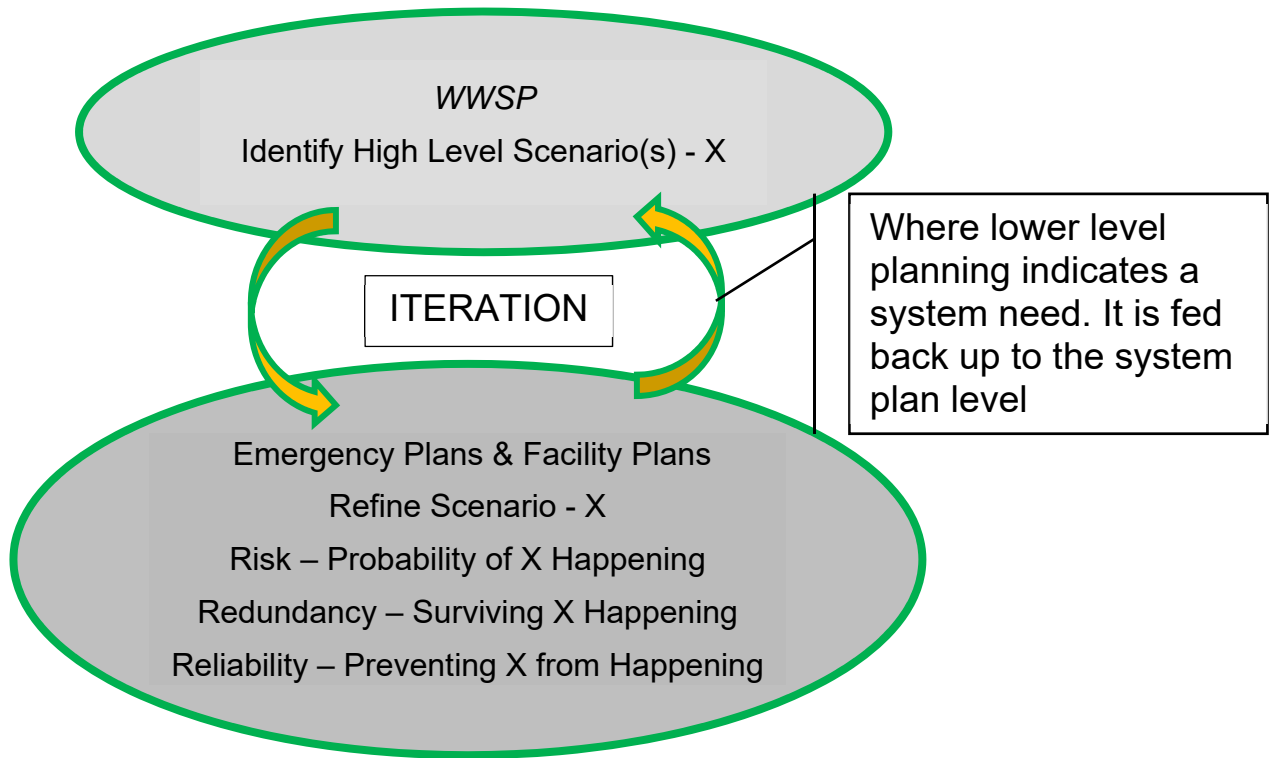 WWSP
Identify High Level Scenario(s) - X
ITERATION
Where lower level
planning indicates a
system need. It is fed
back up to the system
plan level
Emergency Plans & Facility Plans
Refine Scenario - X
Risk – Probability of X Happening
Redundancy – Surviving X Happening
Reliability – Preventing X from Happening